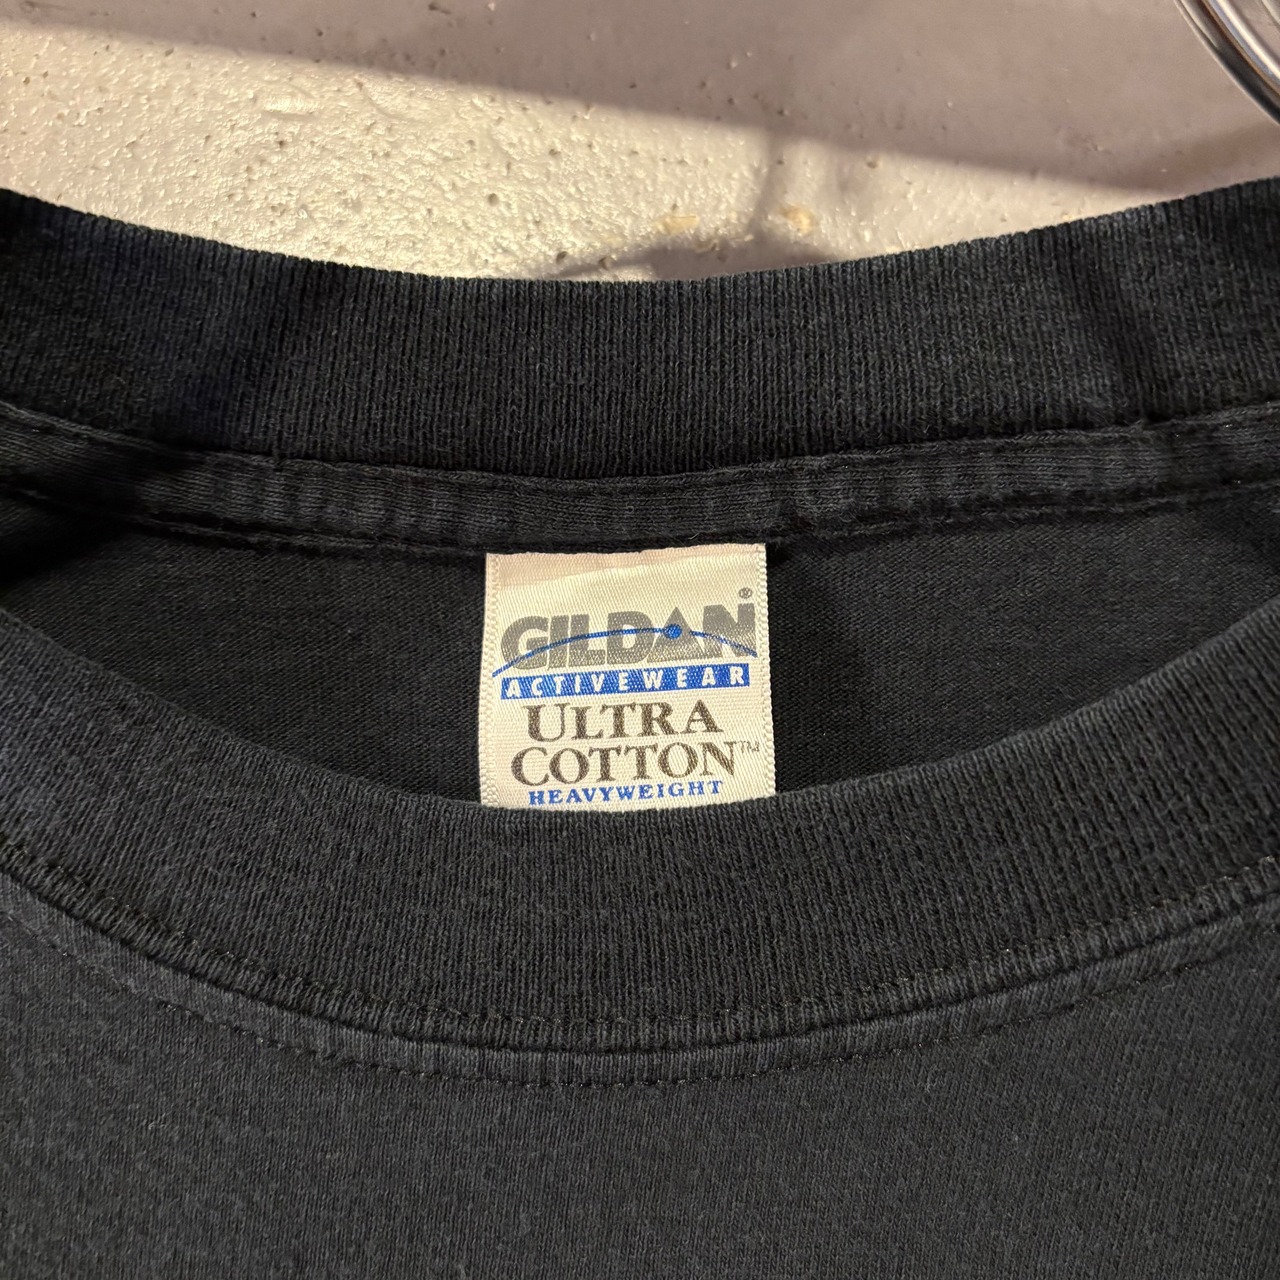 GILDAN®
ACTIVEWEAR
ULTRA
COTTON™
HEAVYWEIGHT